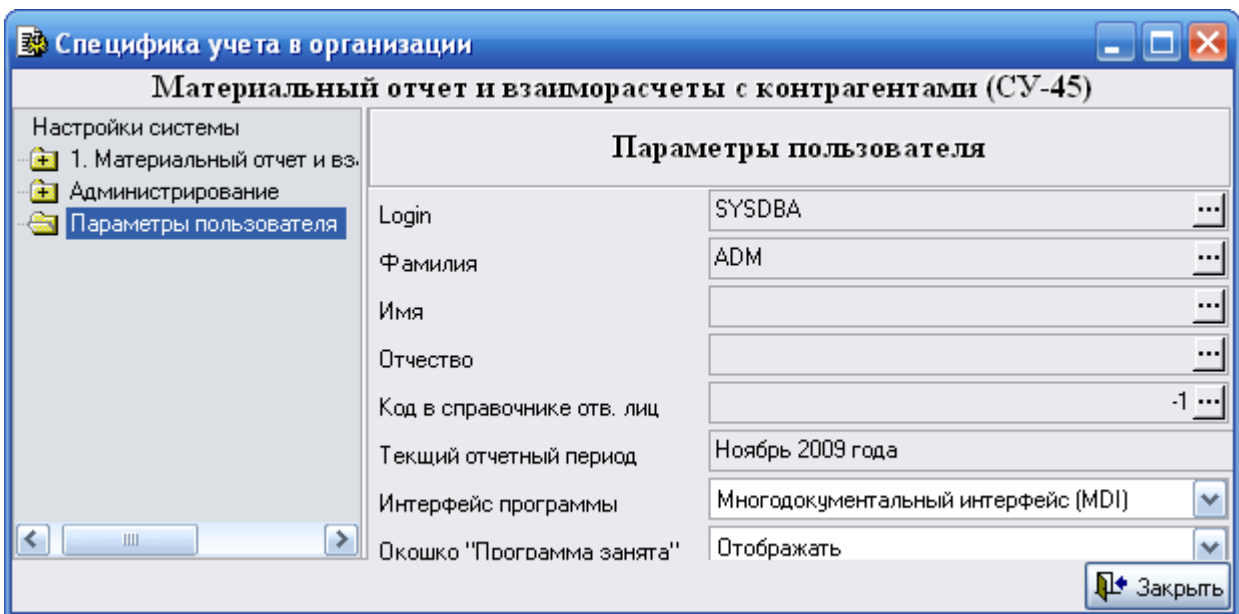 Специфика учета в организации
Материальный отчет и взаиморасчеты с контрагентами (СУ-45)
Настройки системы
1. Материальный отчет и вз
Администрирование
Параметры пользователя
Параметры пользователя
Login SYSDBA ...
Фамилия ADM ...
Имя ...
Отчество ...
Код в справочнике отв. лиц -1 ...
Текщий отчетный период Ноябрь 2009 года
Интерфейс программы Многодокументальный интерфейс (MDI)
Окошко "Программа занята" Отображать
Закрыть